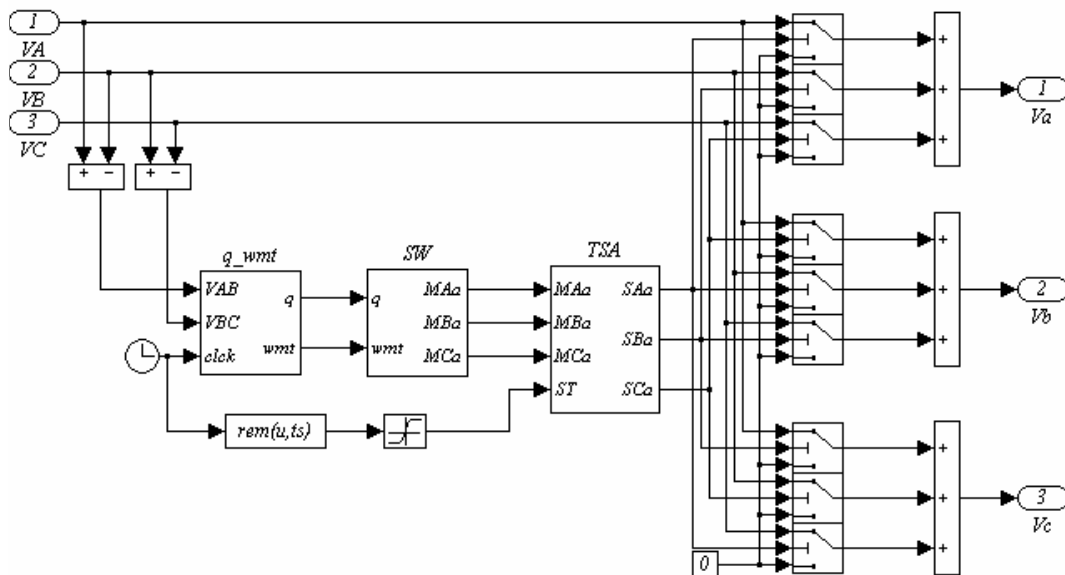 1
VA
2
VB
3
VC
+ −
+ −
q_wmt
VAB
VBC
clck
q
wmt
SW
q
wmt
MAa
MBa
MCa
TSA
MAa
MBa
MCa
ST
SAa
SBa
SCa
rem(u,ts)
0
+
+
+
1
Va
+
+
+
2
Vb
+
+
+
3
Vc